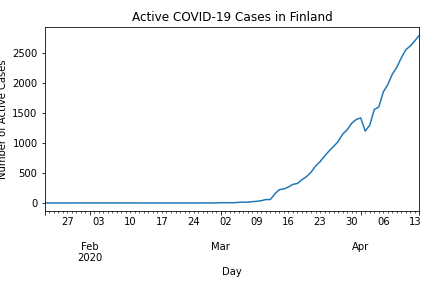 Active COVID-19 Cases in Finland
Number of Active Cases
2500
2000
1500
1000
500
0
27 03 10 17 24 02 09 16 23 30 06 13
Feb Mar Apr
2020
Day